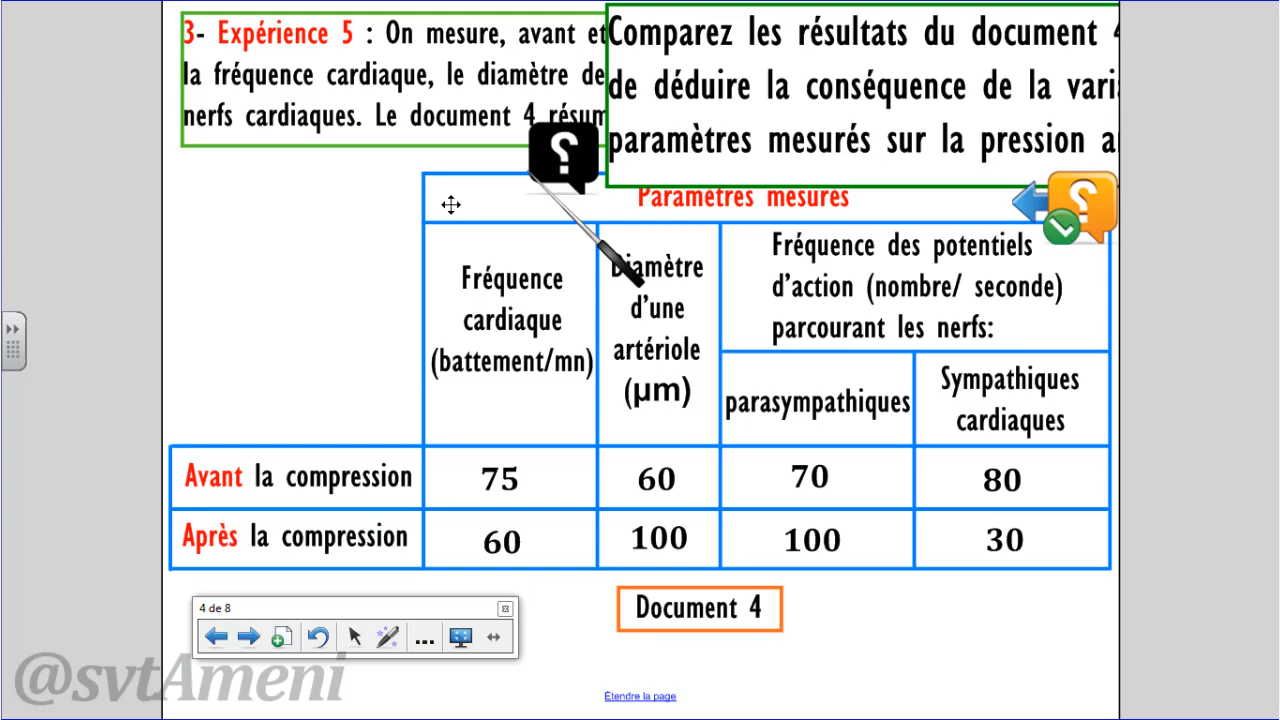 3- Expérience 5 : On mesure, avant et
la fréquence cardiaque, le diamètre de
nerfs cardiaques. Le document 4 résum
Comparez les résultats du document 4
de déduire la conséquence de la vari
paramètres mesurés sur la pression a
Paramètres mesurés
Fréquence
cardiaque
(battement/mn)
Diamètre
d'une
artériole
(µm)
Fréquence des potentiels
d'action (nombre/ seconde)
parcourant les nerfs:
parasympathiques
Sympathiques
cardiaques
Avant la compression 75 60 70 80
Après la compression 60 100 100 30
Document 4
4 de 8
@svtAmeni
Étendre la page